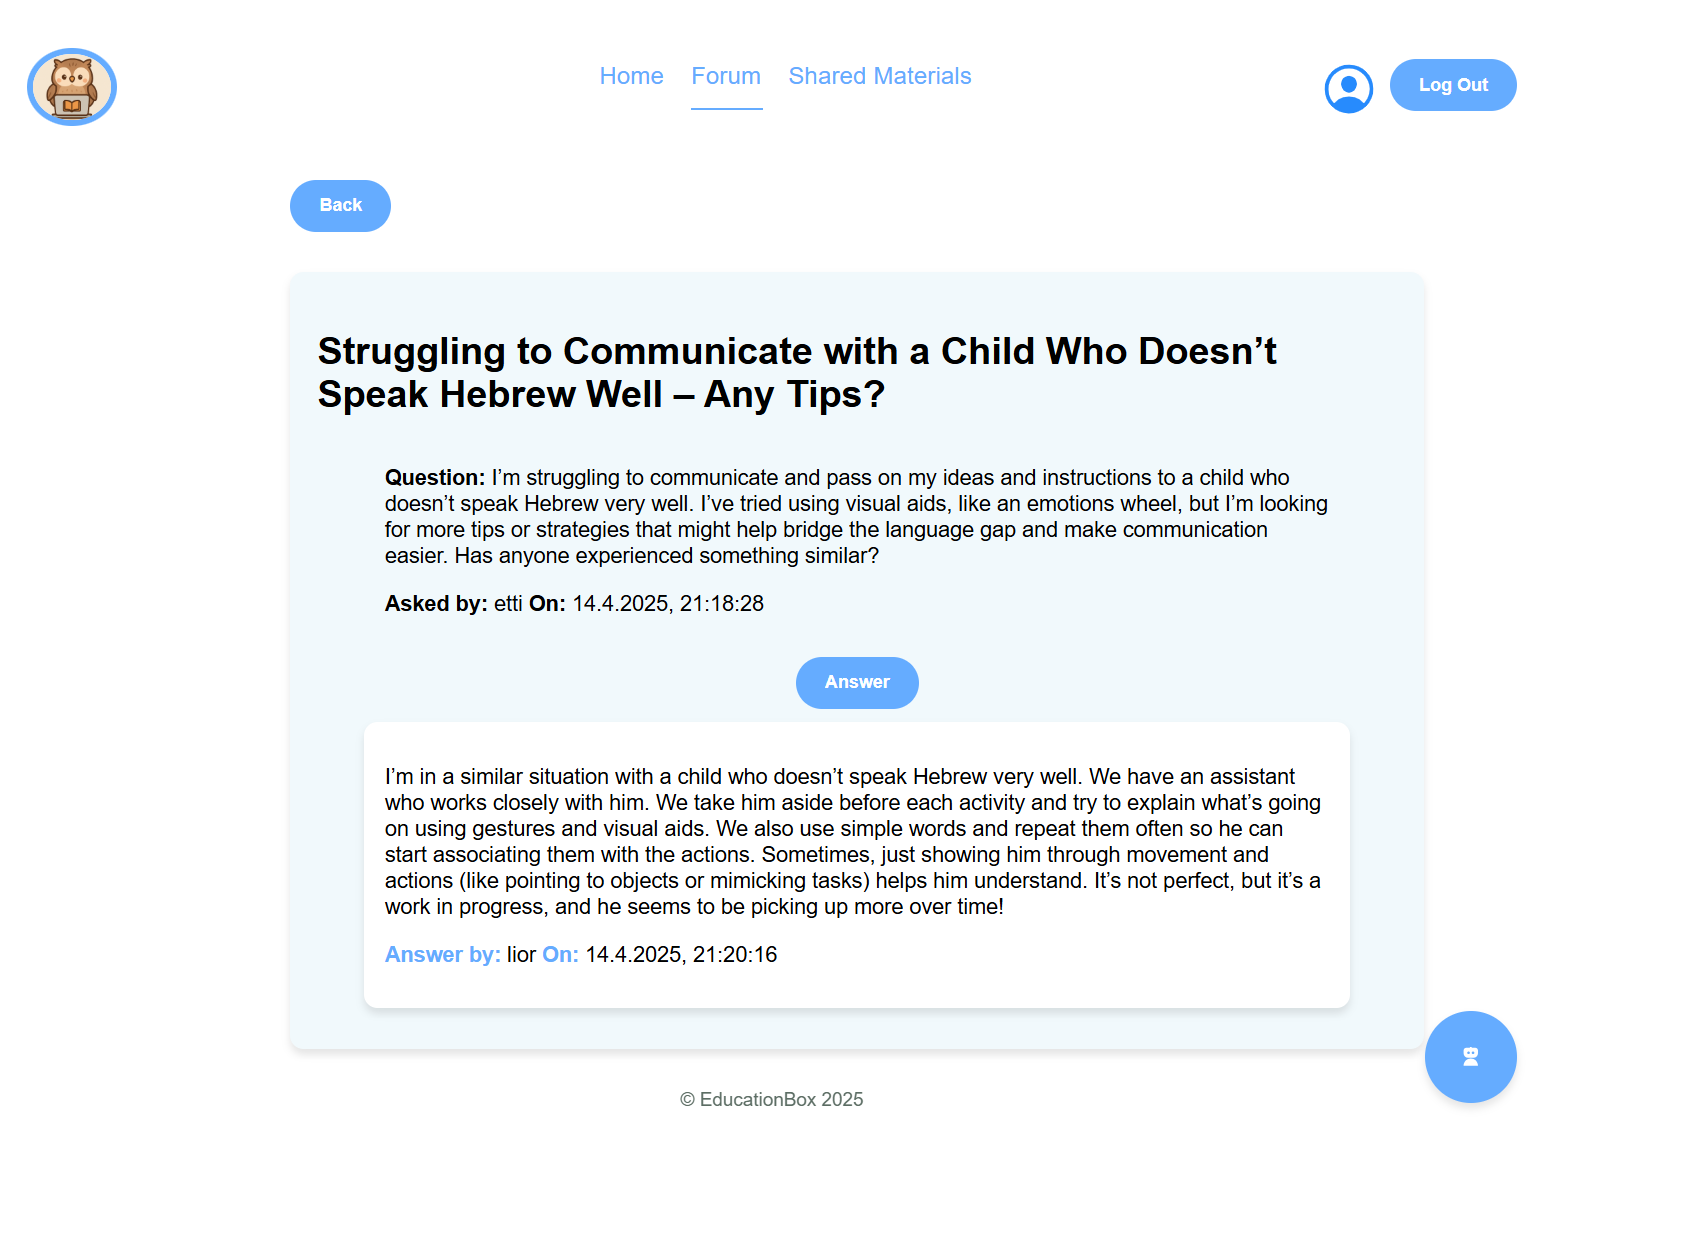 Home Forum Shared Materials
Log Out
Back
Struggling to Communicate with a Child Who Doesn’t
Speak Hebrew Well – Any Tips?
Question: I’m struggling to communicate and pass on my ideas and instructions to a child who
doesn’t speak Hebrew very well. I’ve tried using visual aids, like an emotions wheel, but I’m looking
for more tips or strategies that might help bridge the language gap and make communication
easier. Has anyone experienced something similar?
Asked by: etti On: 14.4.2025, 21:18:28
Answer
I’m in a similar situation with a child who doesn’t speak Hebrew very well. We have an assistant
who works closely with him. We take him aside before each activity and try to explain what’s going
on using gestures and visual aids. We also use simple words and repeat them often so he can
start associating them with the actions. Sometimes, just showing him through movement and
actions (like pointing to objects or mimicking tasks) helps him understand. It’s not perfect, but it’s a
work in progress, and he seems to be picking up more over time!
Answer by: lior On: 14.4.2025, 21:20:16
© EducationBox 2025